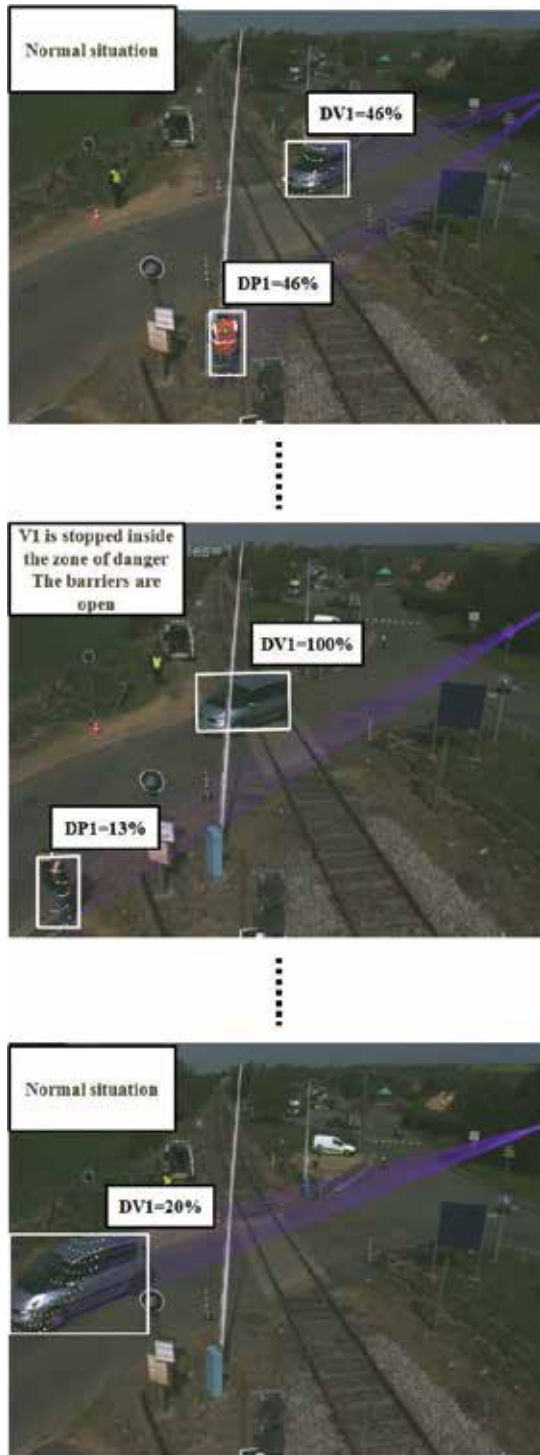 Normal situation
DV1=46%
DP1=46%
V1 is stopped inside
the zone of danger
The barriers are
open
DV1=100%
DP1=13%
Normal situation
DV1=20%